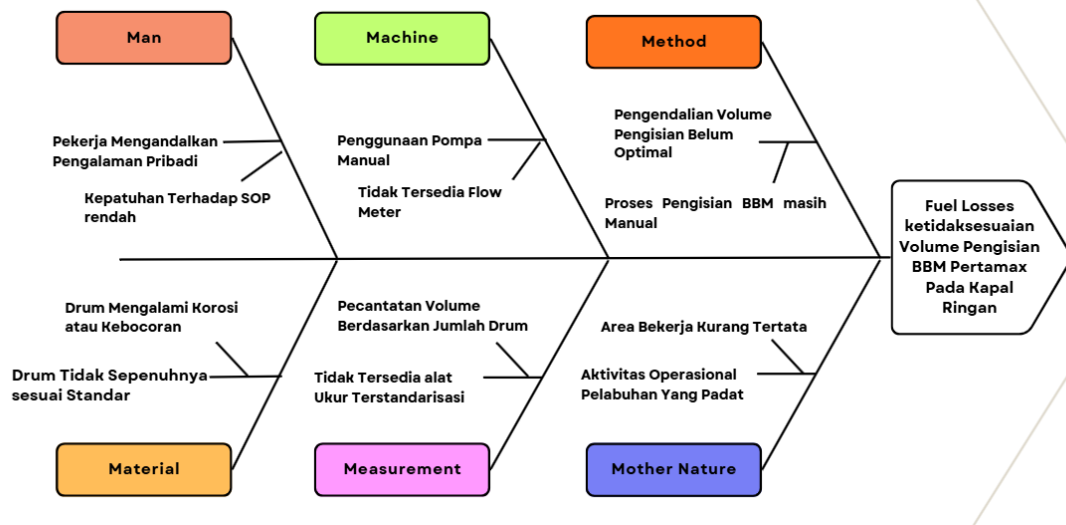 Man
Machine
Method
Pekerja Mengandalkan
Pengalaman Pribadi
Kepatuhan Terhadap SOP
rendah
Penggunaan Pompa
Manual
Tidak Tersedia Flow
Meter
Pengendalian Volume
Pengisian Belum
Optimal
Proses Pengisian BBM masih
Manual
Fuel Losses
ketidaksesuaian
Volume Pengisian
BBM Pertamax
Pada Kapal
Ringan
Drum Mengalami Korosi
atau Kebocoran
Drum Tidak Sepenuhnya
sesuai Standar
Pecantatan Volume
Berdasarkan Jumlah Drum
Tidak Tersedia alat
Ukur Terstandarisasi
Area Bekerja Kurang Tertata
Aktivitas Operasional
Pelabuhan Yang Padat
Material
Measurement
Mother Nature